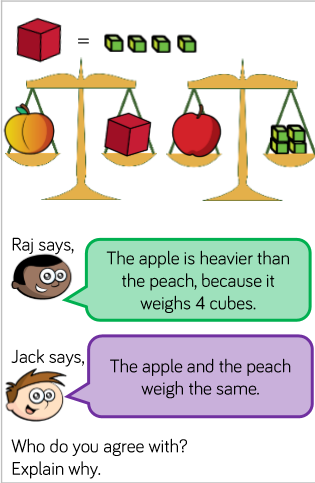 =
Raj says,
The apple is heavier than
the peach, because it
weighs 4 cubes.
Jack says,
The apple and the peach
weigh the same.
Who do you agree with?
Explain why.